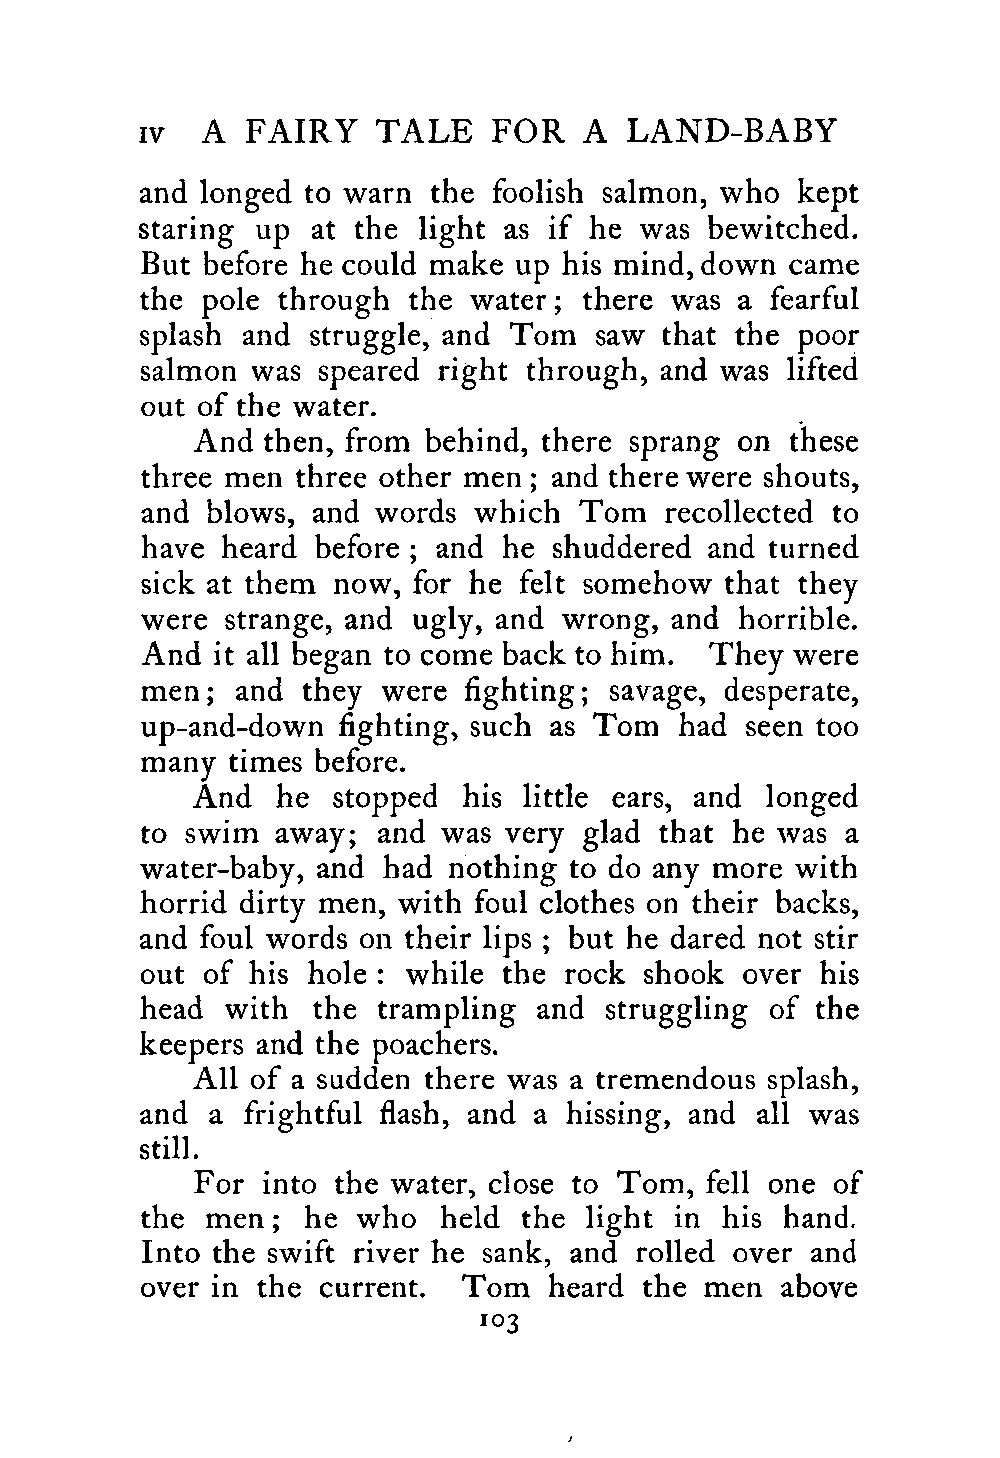 IV A FAIRY TALE FOR A LAND-BABY
and longed to warn the foolish salmon, who kept
staring up at the light as if he was bewitched.
But before he could make up his mind, down came
the pole through the water; there was a fearful
splash and struggle, and Tom saw that the poor
salmon was speared right through, and was lifted
out of the water.
And then, from behind, there sprang on these
three men three other men; and there were shouts,
and blows, and words which Tom recollected to
have heard before; and he shuddered and turned
sick at them now, for he felt somehow that they
were strange, and ugly, and wrong, and horrible.
And it all began to come back to him. They were
men; and they were fighting; savage, desperate,
up-and-down fighting, such as Tom had seen too
many times before.
And he stopped his little ears, and longed
to swim away; and was very glad that he was a
water-baby, and had nothing to do any more with
horrid dirty men, with foul clothes on their backs,
and foul words on their lips; but he dared not stir
out of his hole: while the rock shook over his
head with the trampling and struggling of the
keepers and the poachers.
All of a sudden there was a tremendous splash,
and a frightful flash, and a hissing, and all was
still.
For into the water, close to Tom, fell one of
the men; he who held the light in his hand.
Into the swift river he sank, and rolled over and
over in the current. Tom heard the men above
103